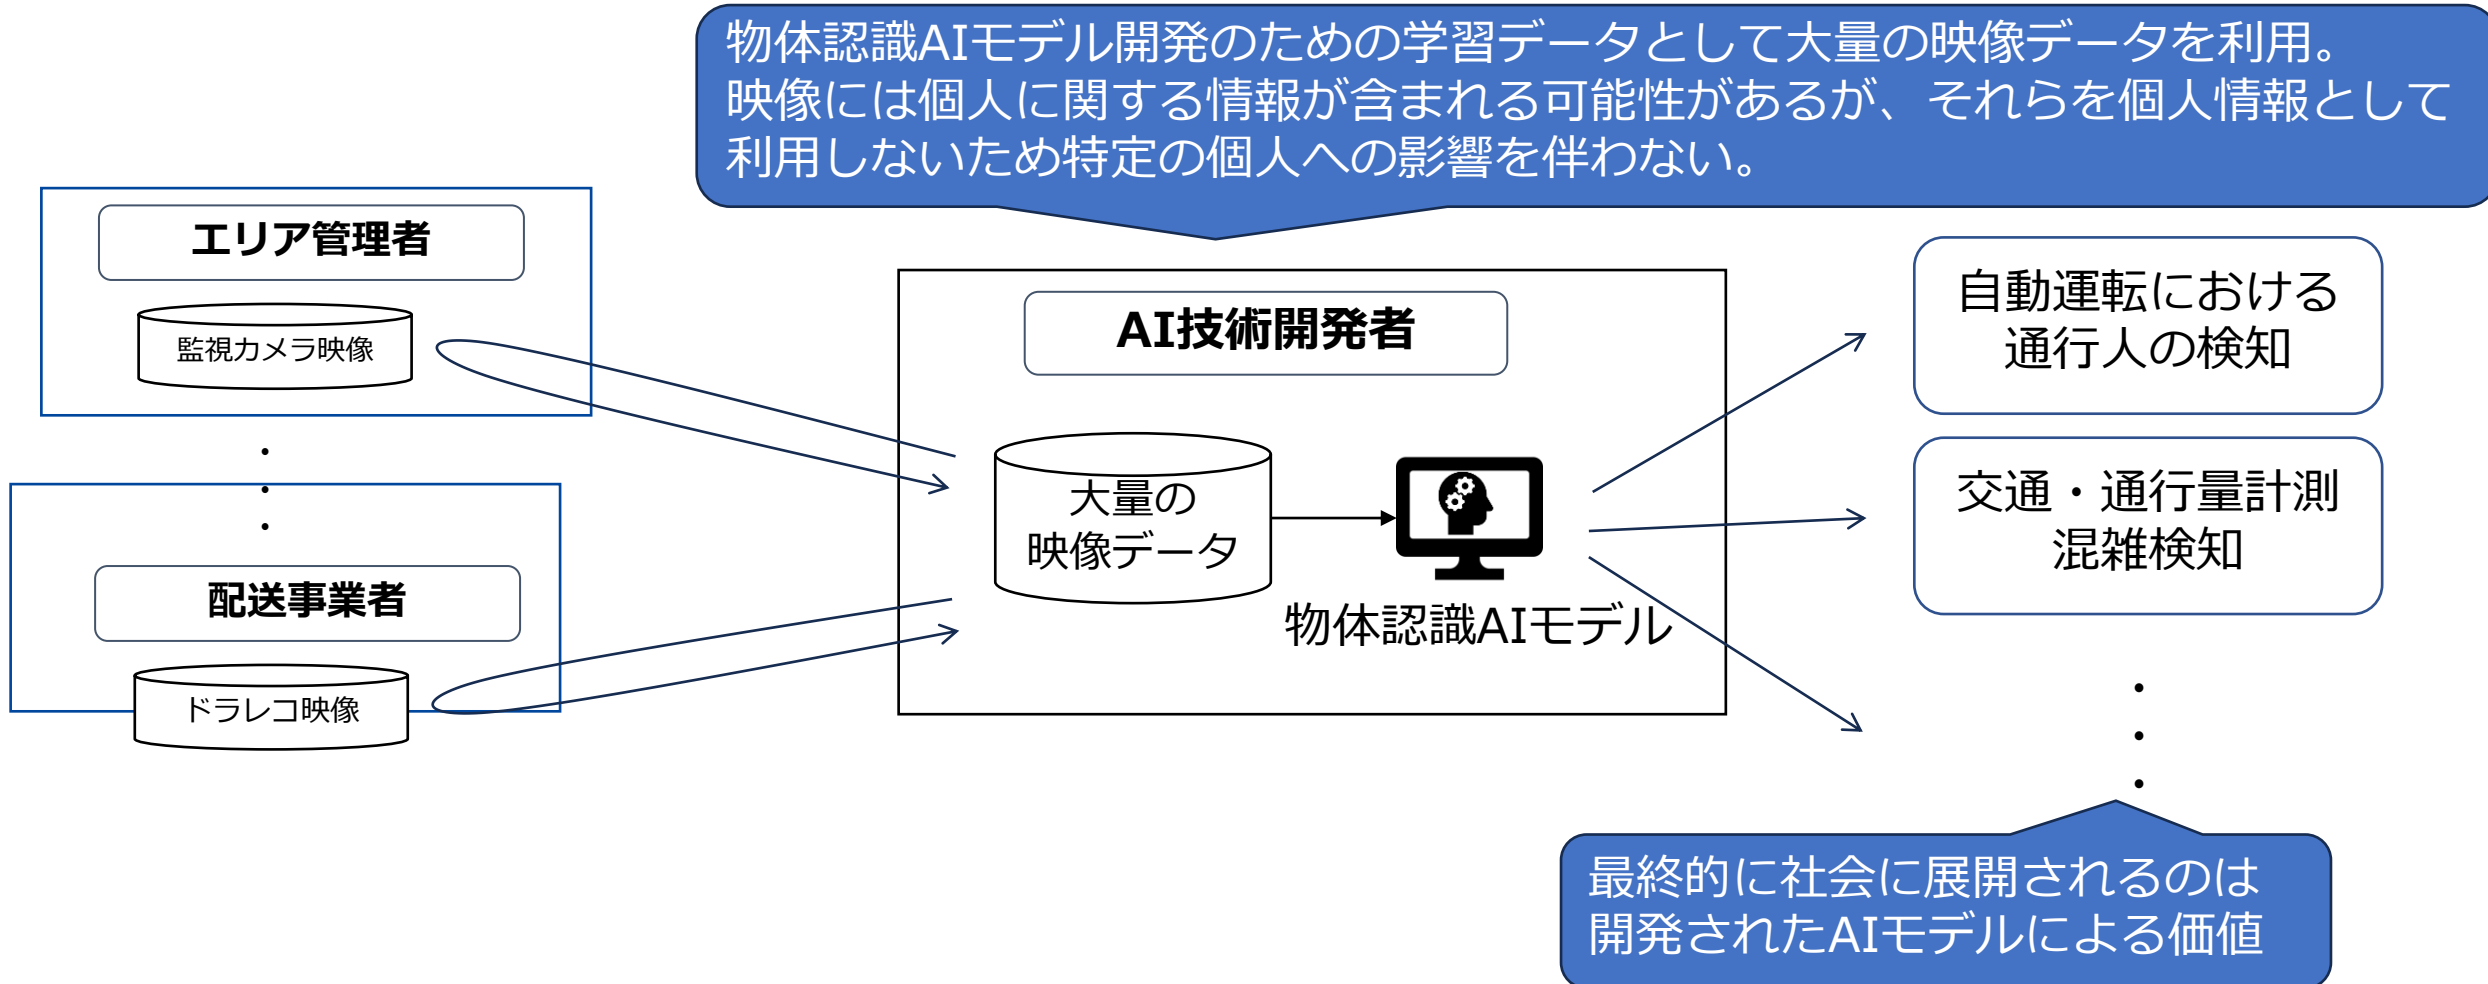 物体認識AIモデル開発のための学習データとして大量の映像データを利用。
映像には個人に関する情報が含まれる可能性があるが、それらを個人情報として
利用しないため特定の個人への影響を伴わない。
エリア管理者
監視カメラ映像
・
・
・
配送事業者
ドラレコ映像
AI技術開発者
大量の
映像データ
物体認識AIモデル
自動運転における
通行人の検知
交通・通行量計測
混雑検知
・
・
・
最終的に社会に展開されるのは
開発されたAIモデルによる価値